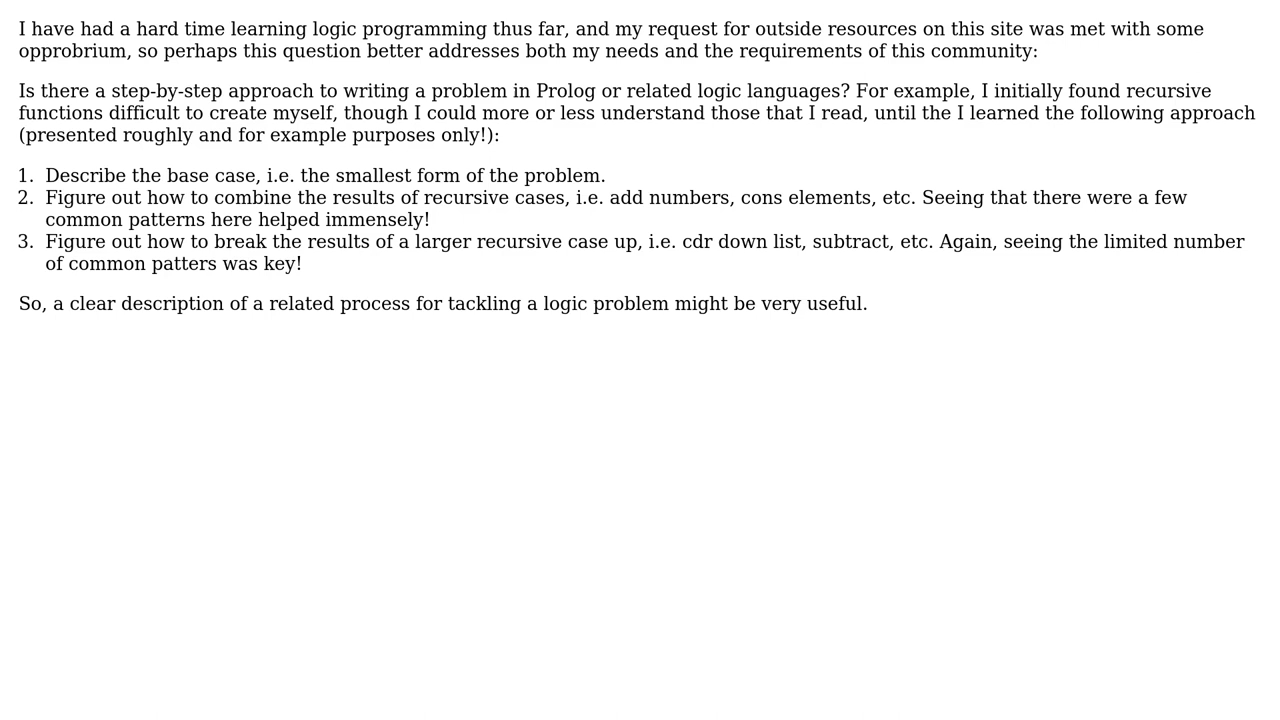 I have had a hard time learning logic programming thus far, and my request for outside resources on this site was met with some
opprobrium, so perhaps this question better addresses both my needs and the requirements of this community:
Is there a step-by-step approach to writing a problem in Prolog or related logic languages? For example, I initially found recursive
functions difficult to create myself, though I could more or less understand those that I read, until the I learned the following approach
(presented roughly and for example purposes only!):
1. Describe the base case, i.e. the smallest form of the problem.
2. Figure out how to combine the results of recursive cases, i.e. add numbers, cons elements, etc. Seeing that there were a few
common patterns here helped immensely!
3. Figure out how to break the results of a larger recursive case up, i.e. cdr down list, subtract, etc. Again, seeing the limited number
of common patters was key!
So, a clear description of a related process for tackling a logic problem might be very useful.